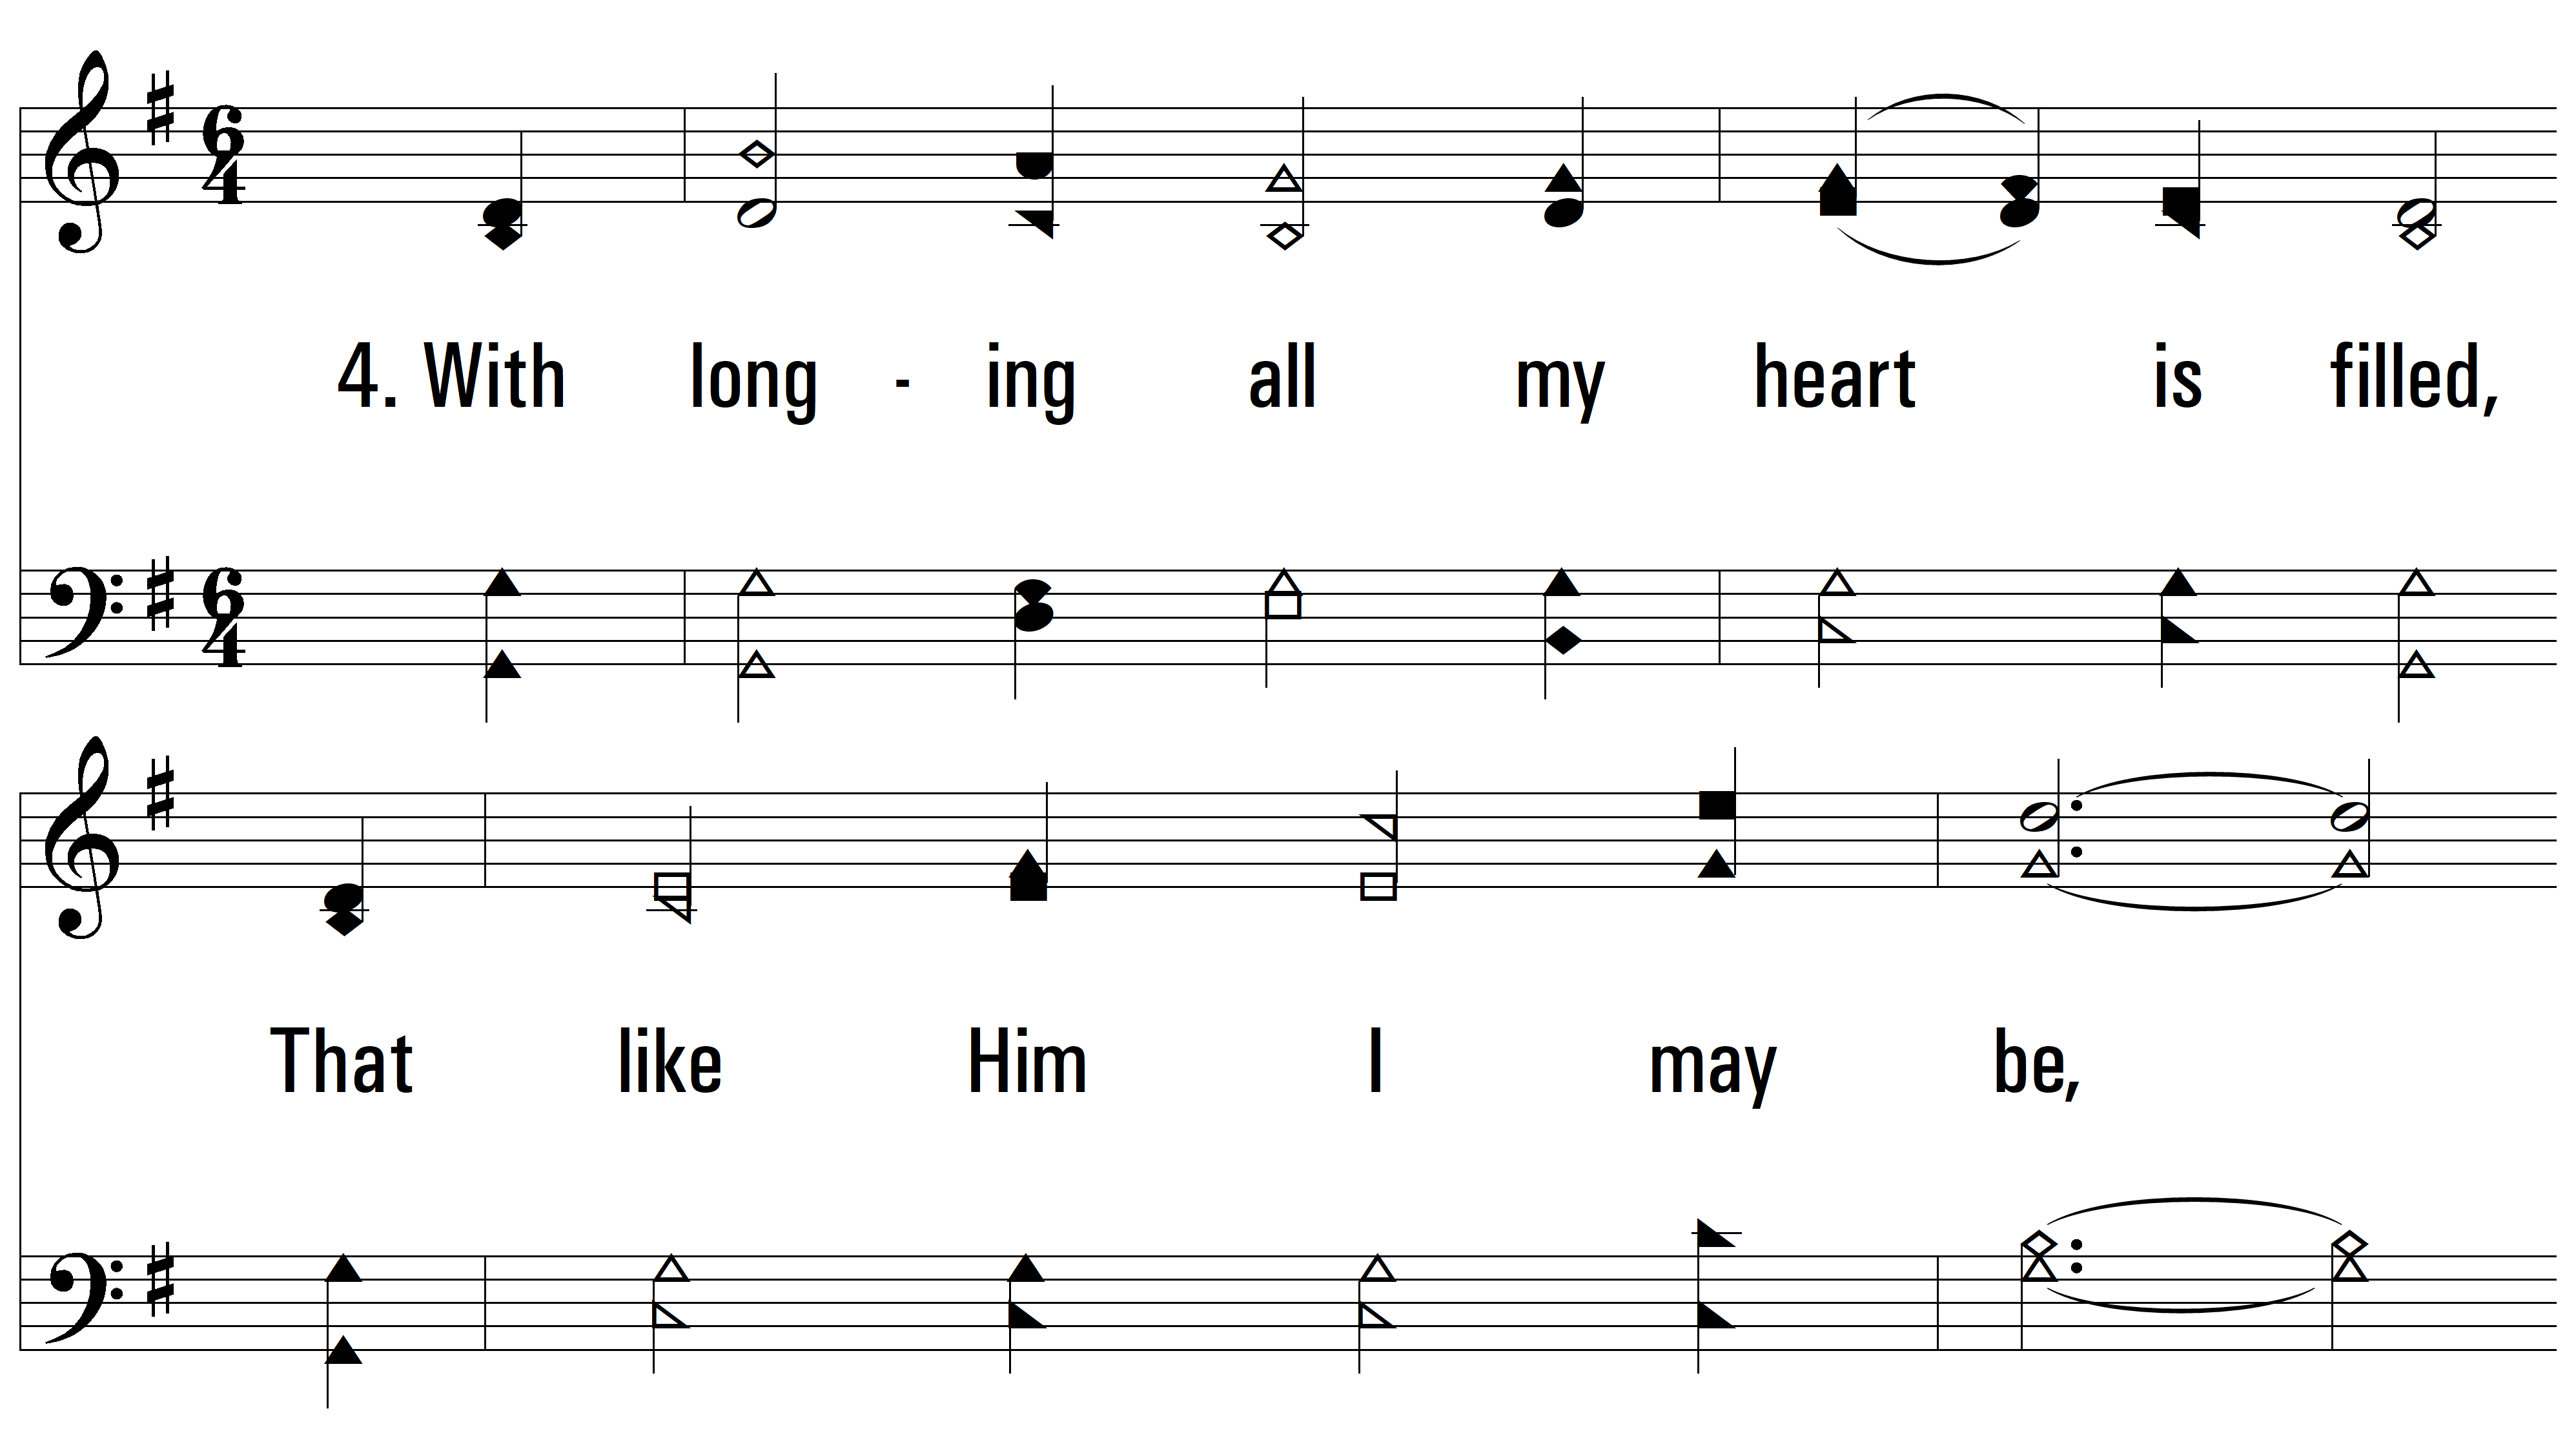 4. With long - ing all my heart is filled,
That like Him I may be,